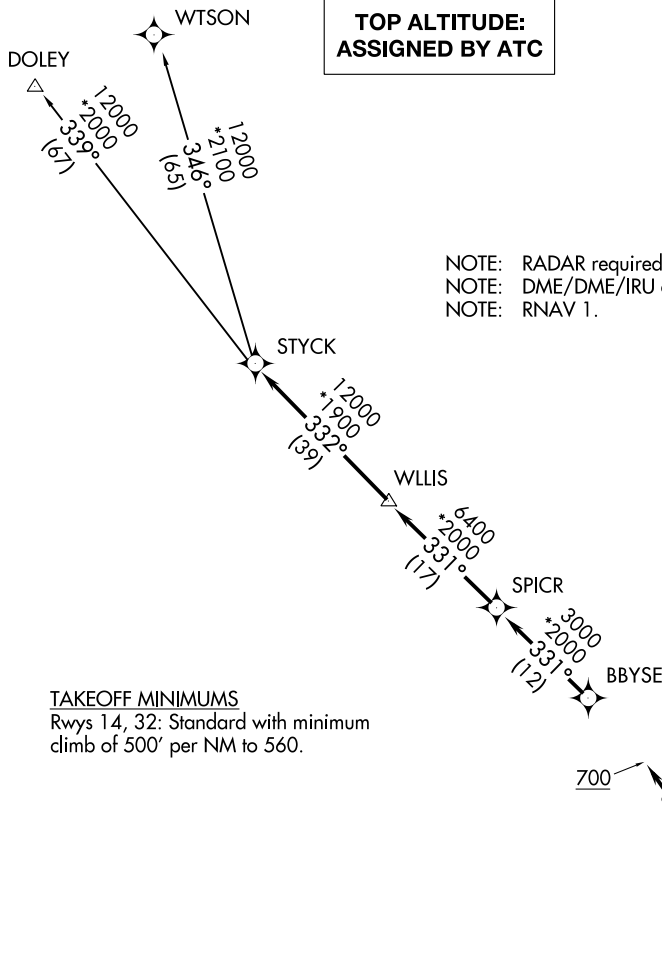 WTSON
TOP ALTITUDE:
ASSIGNED BY ATC
DOLEY
12000
*2000
339°
(67)
12000
*2100
346°
(65)
NOTE: RADAR required
NOTE: DME/DME/IRU
NOTE: RNAV 1.
STYCK
12000
*1900
332°
(39)
WLLIS
6400
*2000
331°
(17)
SPICR
3000
*2000
331°
(12)
BBYSE
TAKEOFF MINIMUMS
Rwys 14, 32: Standard with minimum
climb of 500' per NM to 560.
700